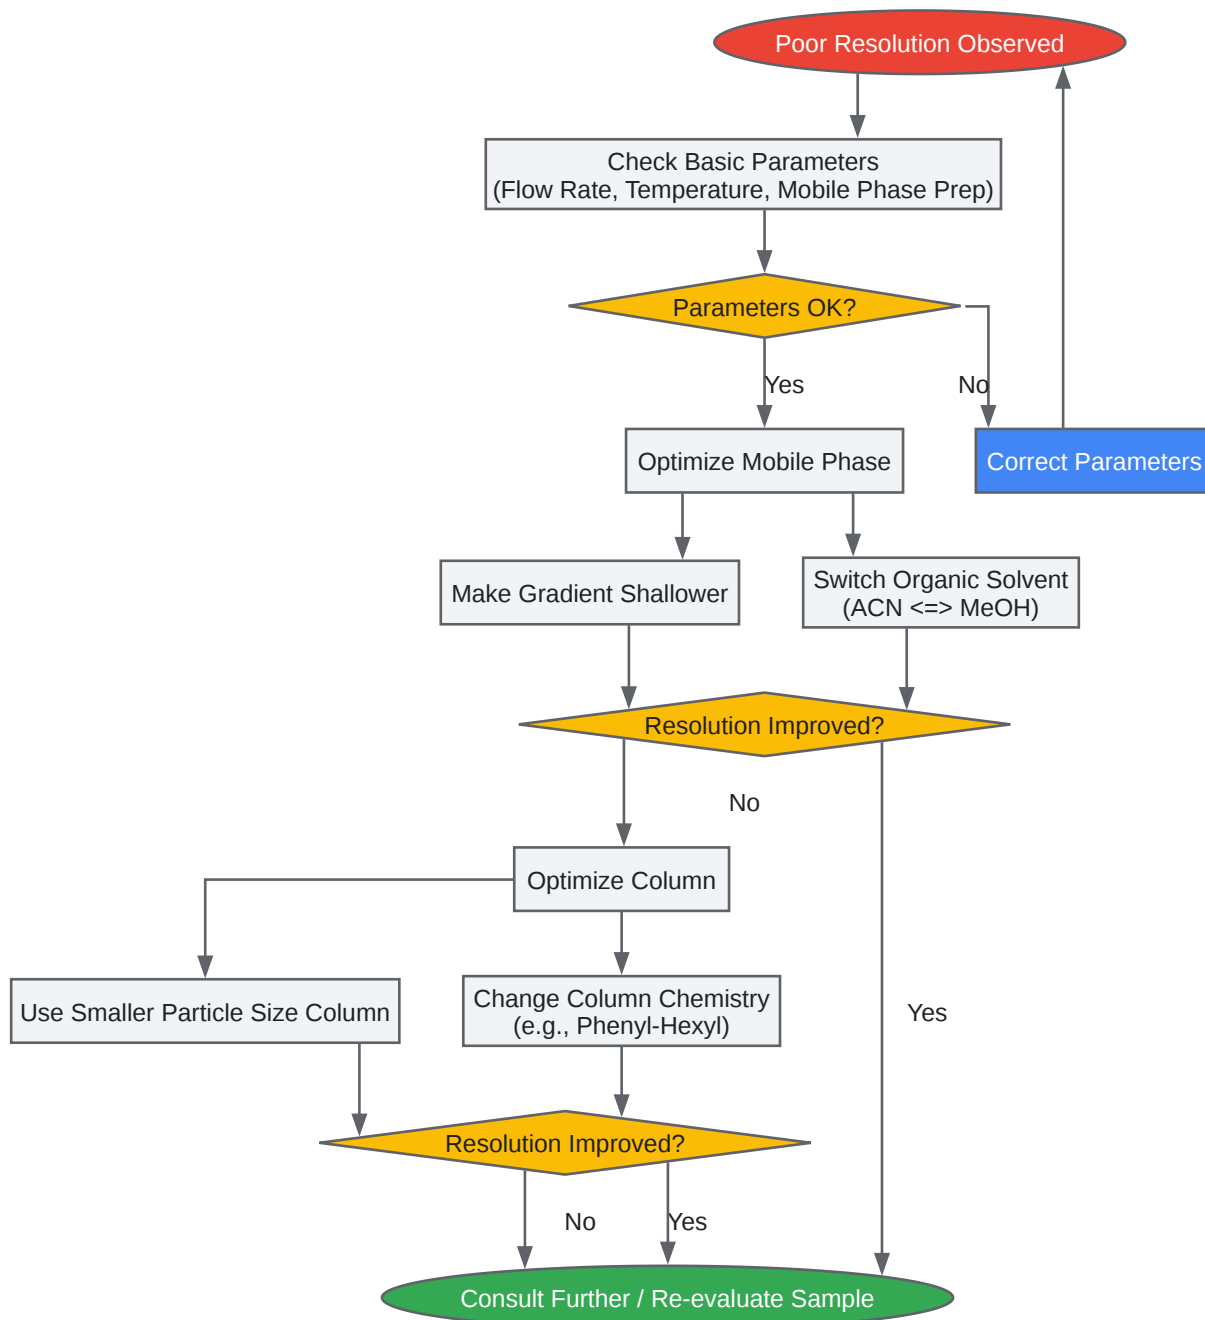 Poor Resolution Observed
Check Basic Parameters
(Flow Rate, Temperature, Mobile Phase Prep)
Parameters OK?
Yes
No
Optimize Mobile Phase
Correct Parameters
Make Gradient Shallower
Switch Organic Solvent
(ACN <=> MeOH)
Resolution Improved?
No
Optimize Column
Use Smaller Particle Size Column
Change Column Chemistry
(e.g., Phenyl-Hexyl)
Yes
Resolution Improved?
No
Yes
Consult Further / Re-evaluate Sample